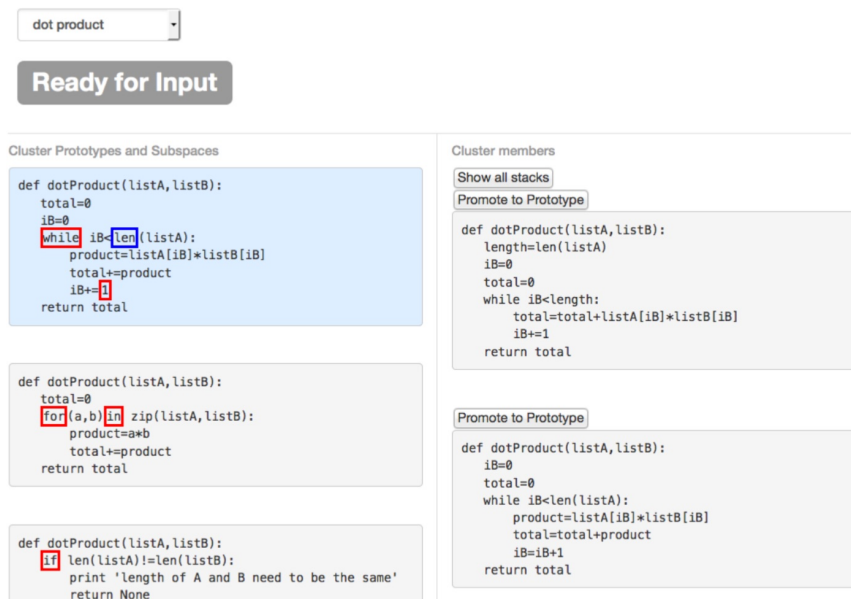 dot product
Ready for Input
Cluster Prototypes and Subspaces
def dotProduct(listA,listB):
    total=0
    iB=0
    while iB<len(listA):
        product=listA[iB]*listB[iB]
        total+=product
        iB+=1
    return total
def dotProduct(listA,listB):
    total=0
    for(a,b)in zip(listA,listB):
        product=a*b
        total+=product
    return total
def dotProduct(listA,listB):
    if len(listA)!=len(listB):
        print 'length of A and B need to be the same'
        return None
Cluster members
Show all stacks
Promote to Prototype
def dotProduct(listA,listB):
    length=len(listA)
    iB=0
    total=0
    while iB<length:
        total=total+listA[iB]*listB[iB]
        iB+=1
    return total
Promote to Prototype
def dotProduct(listA,listB):
    iB=0
    total=0
    while iB<len(listA):
        product=listA[iB]*listB[iB]
        total=total+product
        iB=iB+1
    return total